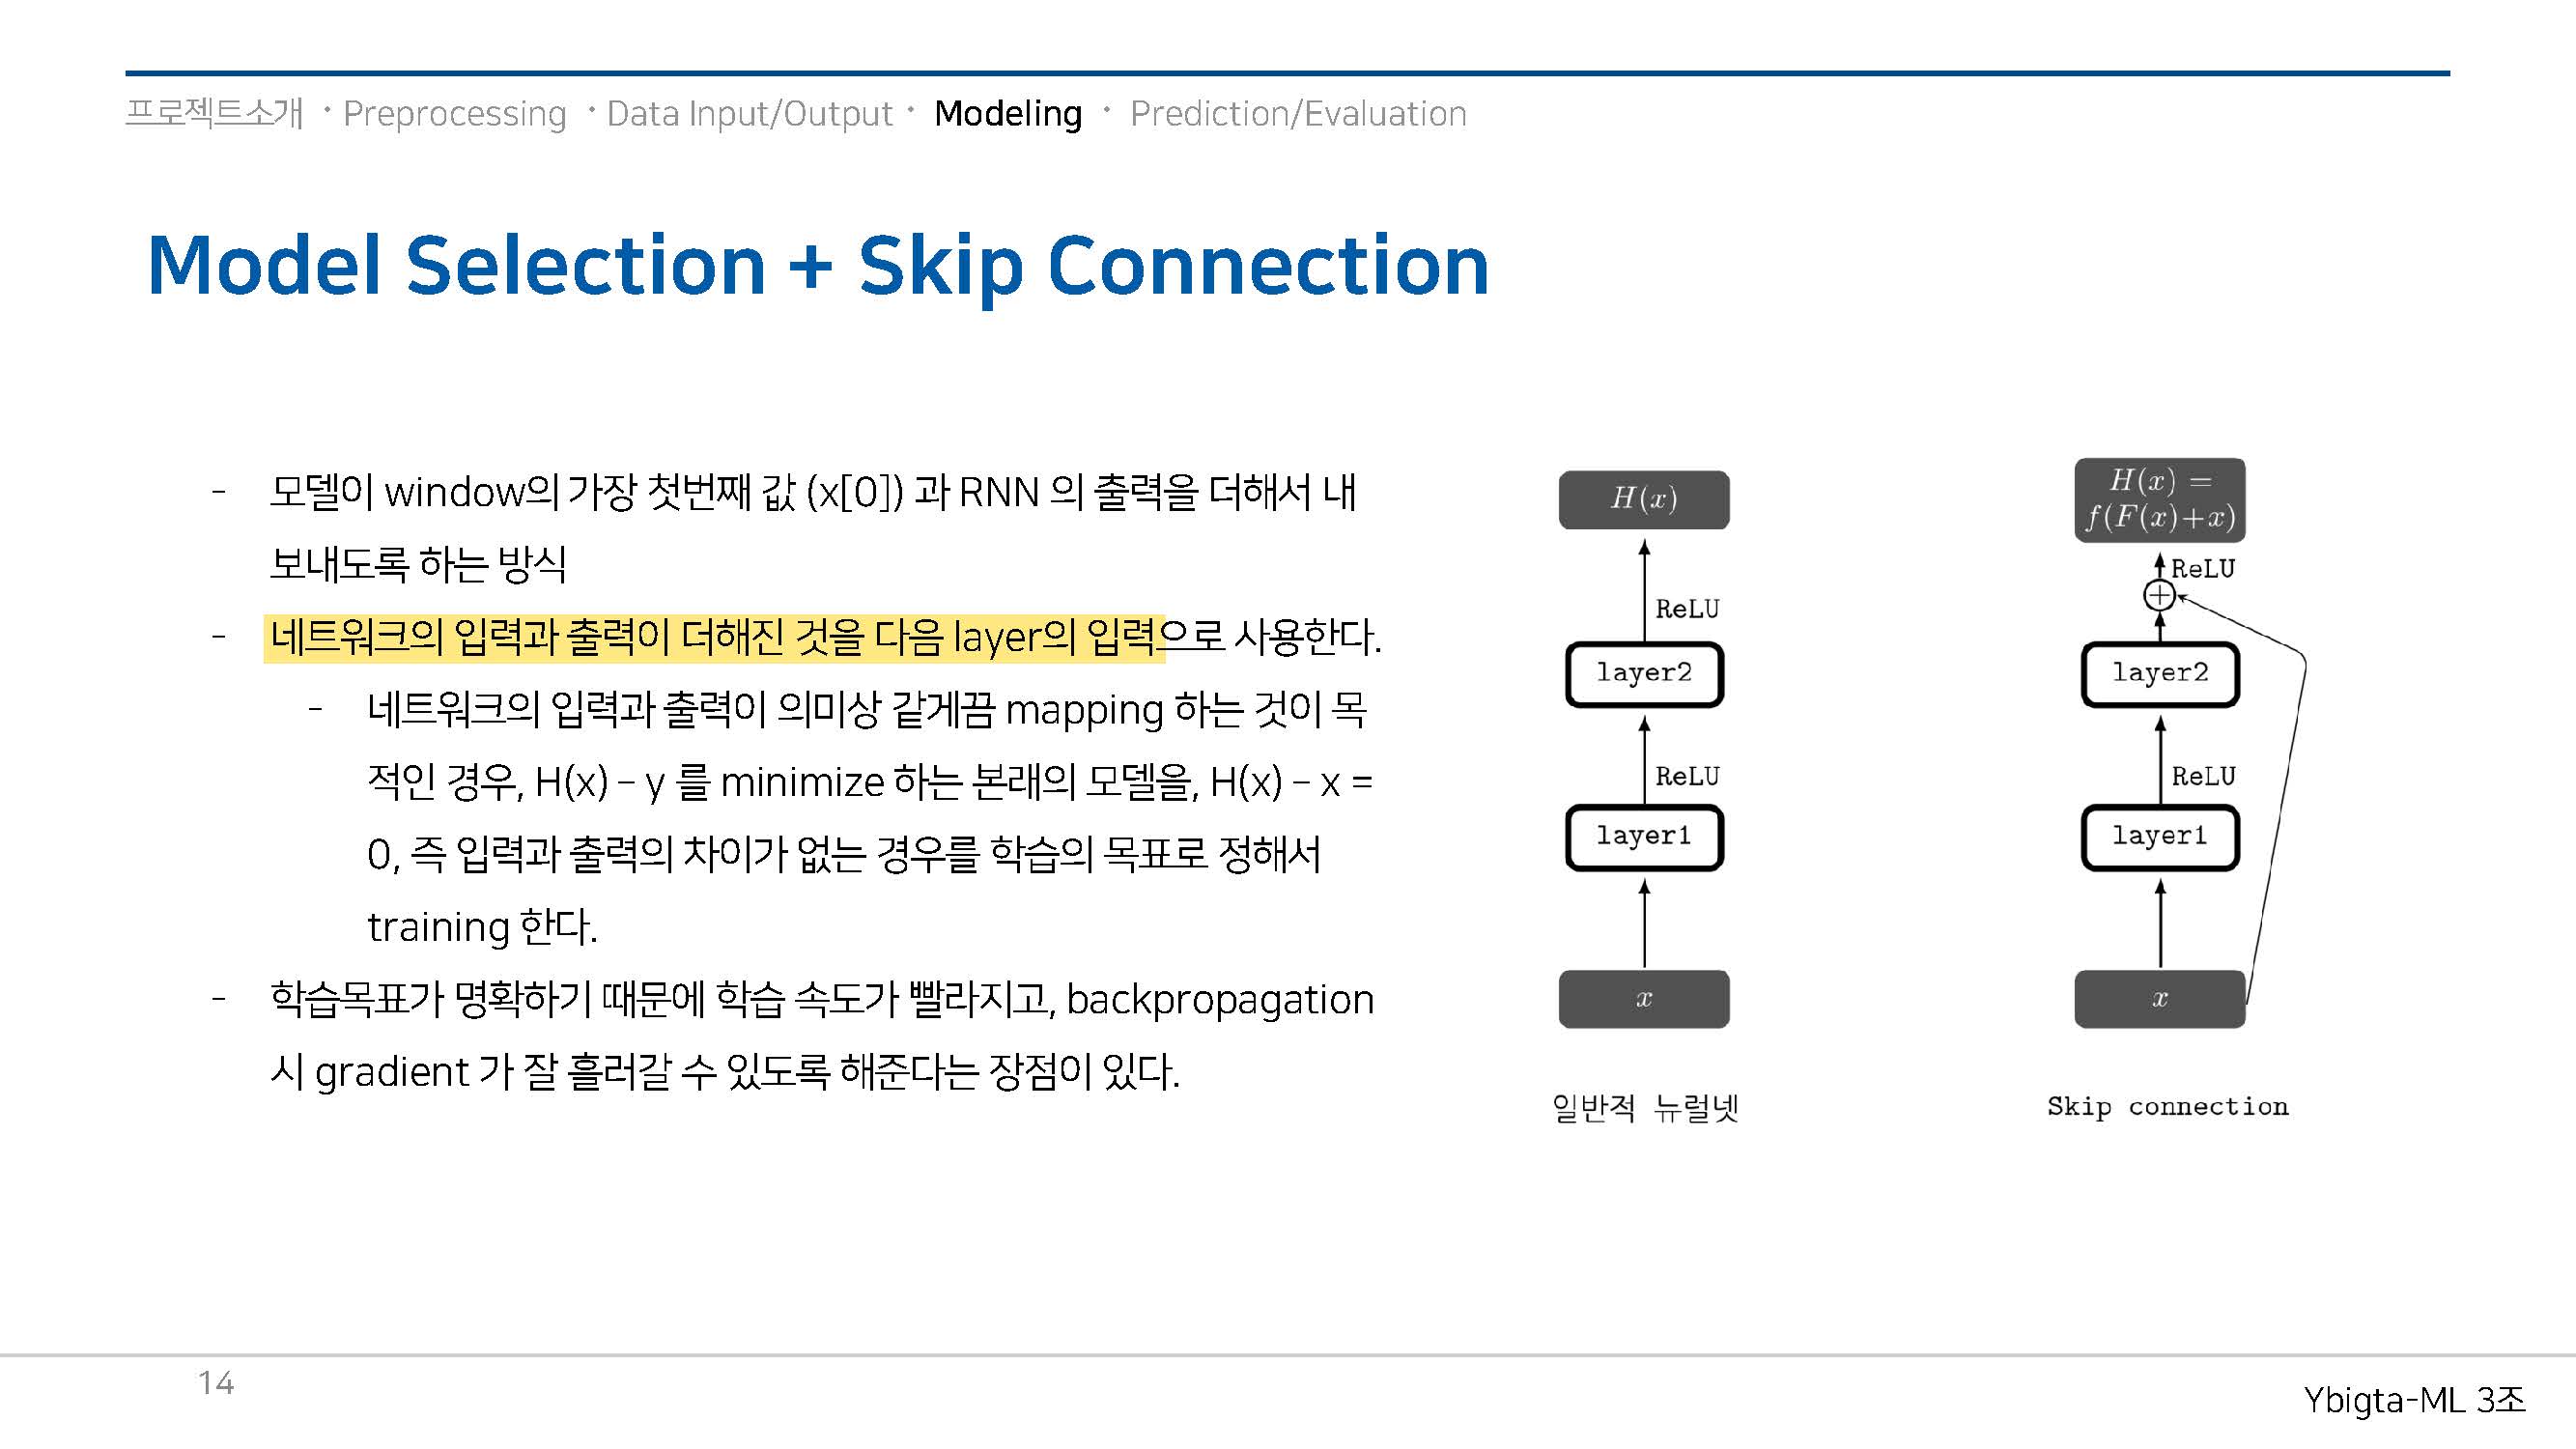 프로젝트소개 · Preprocessing · Data Input/Output · Modeling · Prediction/Evaluation
Model Selection + Skip Connection
- 모델이 window의 가장 첫번째 값 (x[0]) 과 RNN 의 출력을 더해서 내
보내도록 하는 방식
- 네트워크의 입력과 출력이 더해진 것을 다음 layer의 입력으로 사용한다.
- 네트워크의 입력과 출력이 의미상 같게끔 mapping 하는 것이 목
적인 경우, H(x) – y 를 minimize 하는 본래의 모델을, H(x) – x =
0, 즉 입력과 출력의 차이가 없는 경우를 학습의 목표로 정해서
training 한다.
- 학습목표가 명확하기 때문에 학습 속도가 빨라지고, backpropagation
시 gradient 가 잘 흘러갈 수 있도록 해준다는 장점이 있다.
H(x)
ReLU
layer2
ReLU
layer1
x
일반적 뉴럴넷
H(x) =
f(F(x)+x)
ReLU
+
layer2
ReLU
layer1
x
Skip connection
14
Ybigta-ML 3조